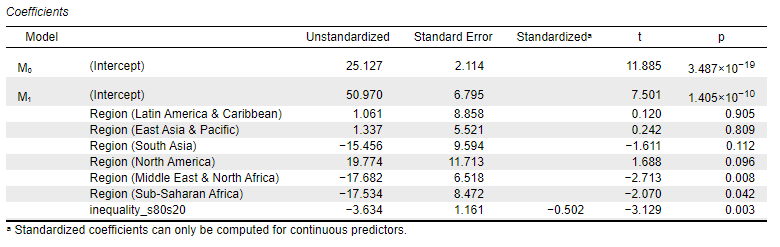 Coefficients
Model Unstandardized Standard Error Standardizedᵃ t p
M₀ (Intercept) 25.127 2.114 11.885 3.487×10⁻¹⁹
M₁ (Intercept) 50.970 6.795 7.501 1.405×10⁻¹⁰
Region (Latin America & Caribbean) 1.061 8.858 0.120 0.905
Region (East Asia & Pacific) 1.337 5.521 0.242 0.809
Region (South Asia) −15.456 9.594 −1.611 0.112
Region (North America) 19.774 11.713 1.688 0.096
Region (Middle East & North Africa) −17.682 6.518 −2.713 0.008
Region (Sub-Saharan Africa) −17.534 8.472 −2.070 0.042
inequality_s80s20 −3.634 1.161 −0.502 −3.129 0.003
ᵃ Standardized coefficients can only be computed for continuous predictors.